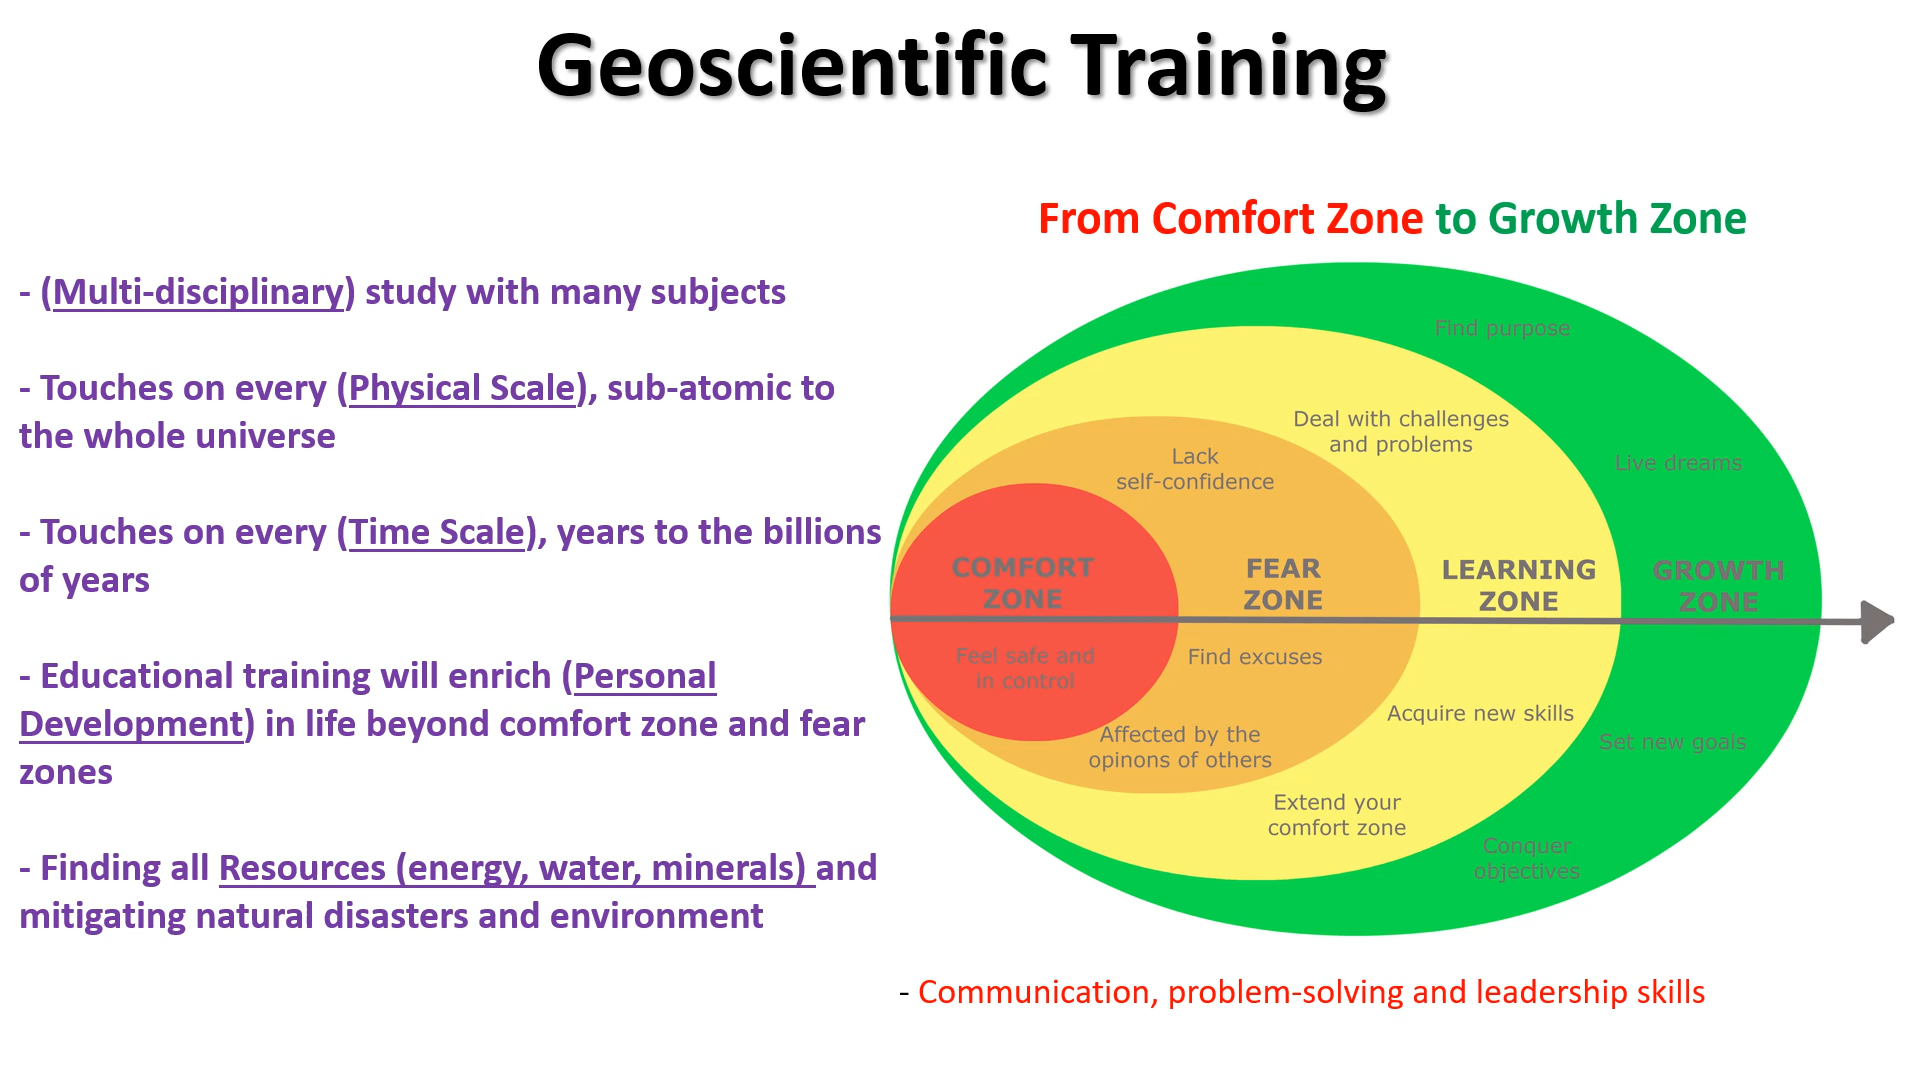 Geoscientific Training
- (Multi-disciplinary) study with many subjects
- Touches on every (Physical Scale), sub-atomic to
the whole universe
- Touches on every (Time Scale), years to the billions
of years
- Educational training will enrich (Personal
Development) in life beyond comfort zone and fear
zones
- Finding all Resources (energy, water, minerals) and
mitigating natural disasters and environment
From Comfort Zone to Growth Zone
Find purpose
Deal with challenges
and problems
Lack
self-confidence
Live dreams
COMFORT
ZONE
FEAR
ZONE
LEARNING
ZONE
GROWTH
ZONE
Feel safe and
in control
Find excuses
Acquire new skills
Affected by the
opinons of others
Set new goals
Extend your
comfort zone
Conquer
objectives
- Communication, problem-solving and leadership skills